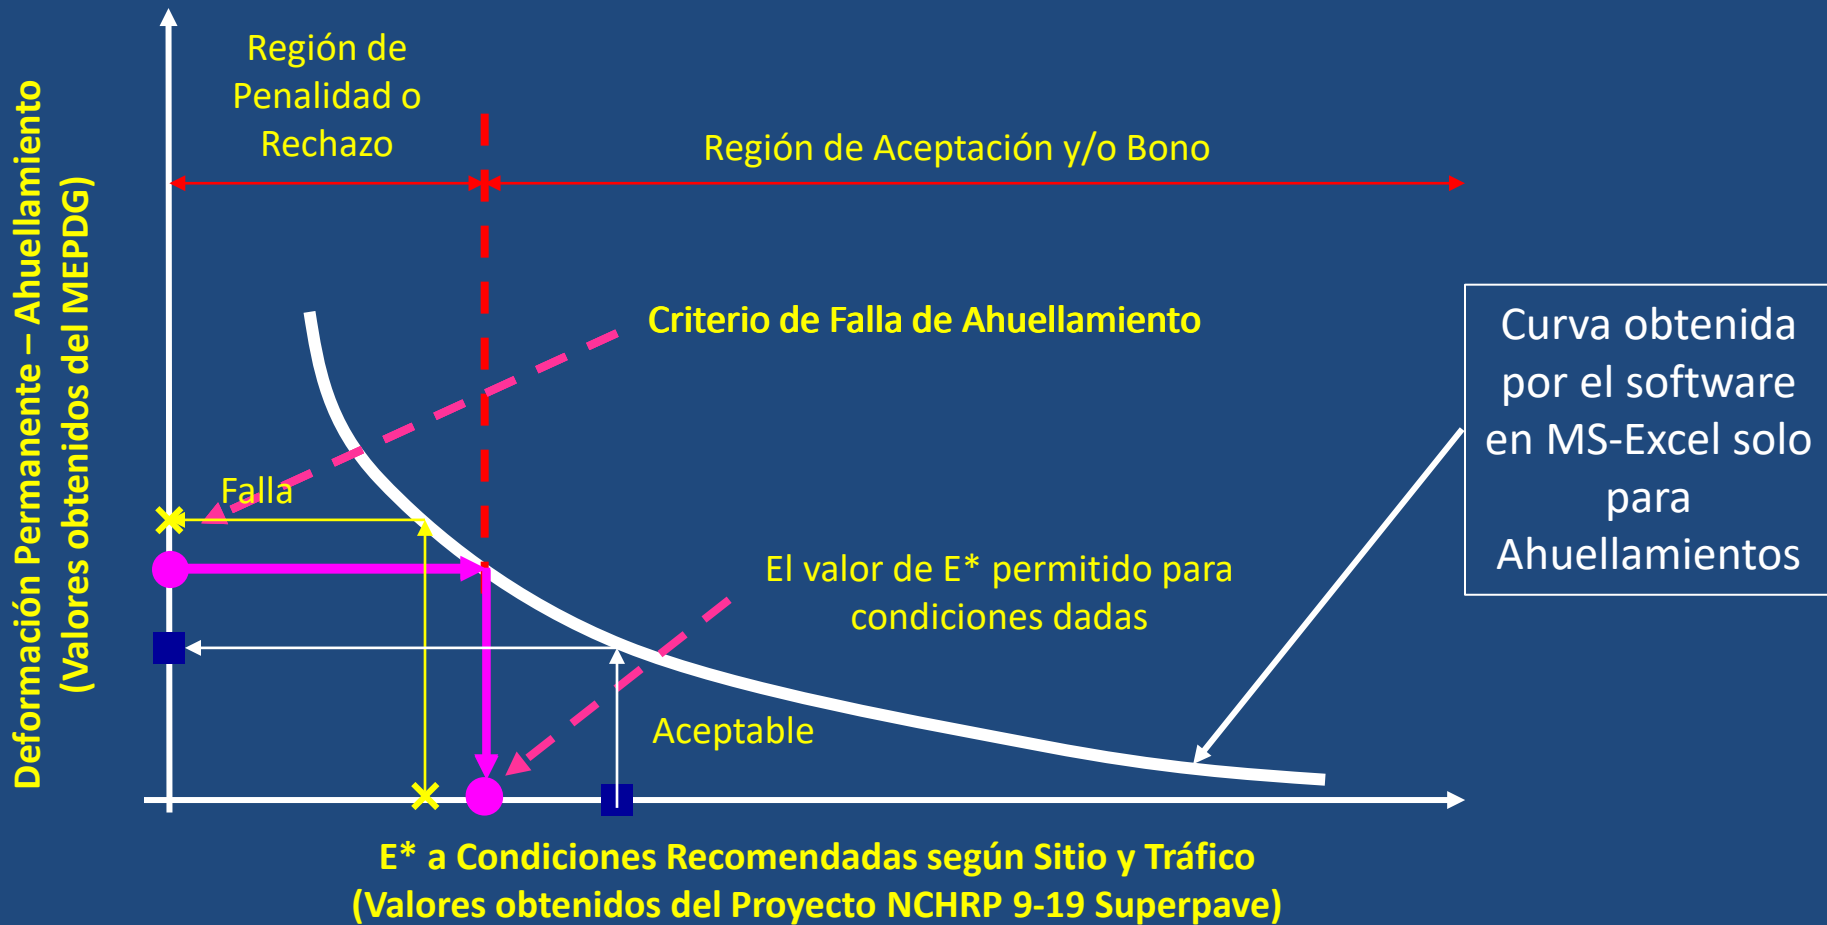 Región de
Penalidad o
Rechazo
Región de Aceptación y/o Bono
Deformación Permanente – Ahuellamiento
(Valores obtenidos del MEPDG)
Criterio de Falla de Ahuellamiento
Curva obtenida
por el software
en MS-Excel solo
para
Ahuellamientos
Falla
El valor de E* permitido para
condiciones dadas
Aceptable
E* a Condiciones Recomendadas según Sitio y Tráfico
(Valores obtenidos del Proyecto NCHRP 9-19 Superpave)